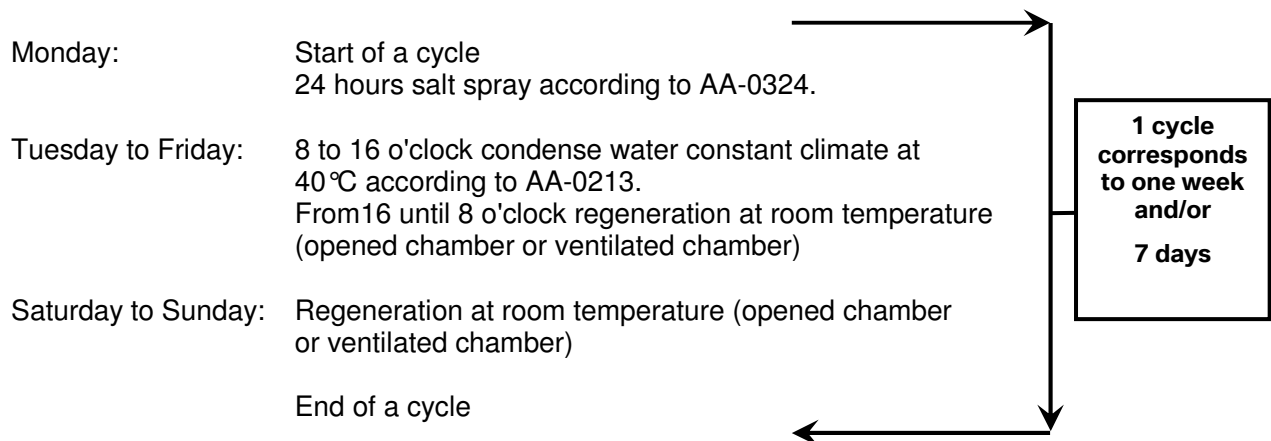 Monday: Start of a cycle
24 hours salt spray according to AA-0324.
Tuesday to Friday: 8 to 16 o'clock condense water constant climate at
40°C according to AA-0213.
From16 until 8 o'clock regeneration at room temperature
(opened chamber or ventilated chamber)
Saturday to Sunday: Regeneration at room temperature (opened chamber
or ventilated chamber)
End of a cycle
1 cycle
corresponds
to one week
and/or
7 days